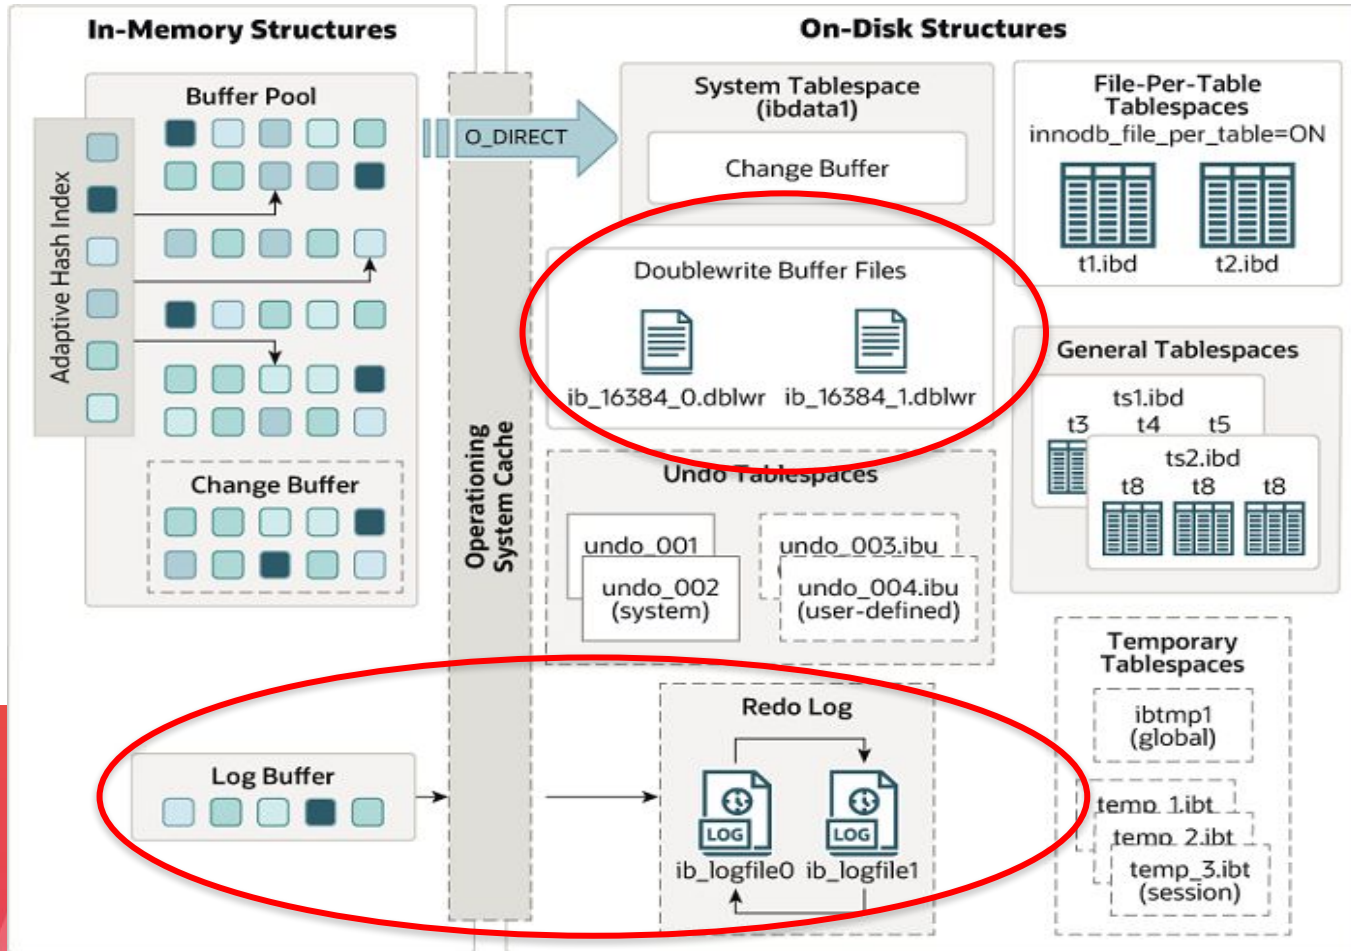 In-Memory Structures
Buffer Pool
Adaptive Hash Index
Change Buffer
Log Buffer
Operationing
System Cache
O_DIRECT
On-Disk Structures
System Tablespace
(ibdata1)
Change Buffer
Doublewrite Buffer Files
ib_16384_0.dblwr
ib_16384_1.dblwr
Undo Tablespaces
undo_001
undo_002
(system)
undo_003.ibu
undo_004.ibu
(user-defined)
Redo Log
LOG
LOG
ib_logfile0
ib_logfile1
File-Per-Table
Tablespaces
innodb_file_per_table=ON
t1.ibd
t2.ibd
General Tablespaces
ts1.ibd
t3 t4 t5
ts2.ibd
t8 t8 t8
Temporary
Tablespaces
ibtmp1
(global)
temp_1.ibt
temp_2.ibt
temp_3.ibt
(session)